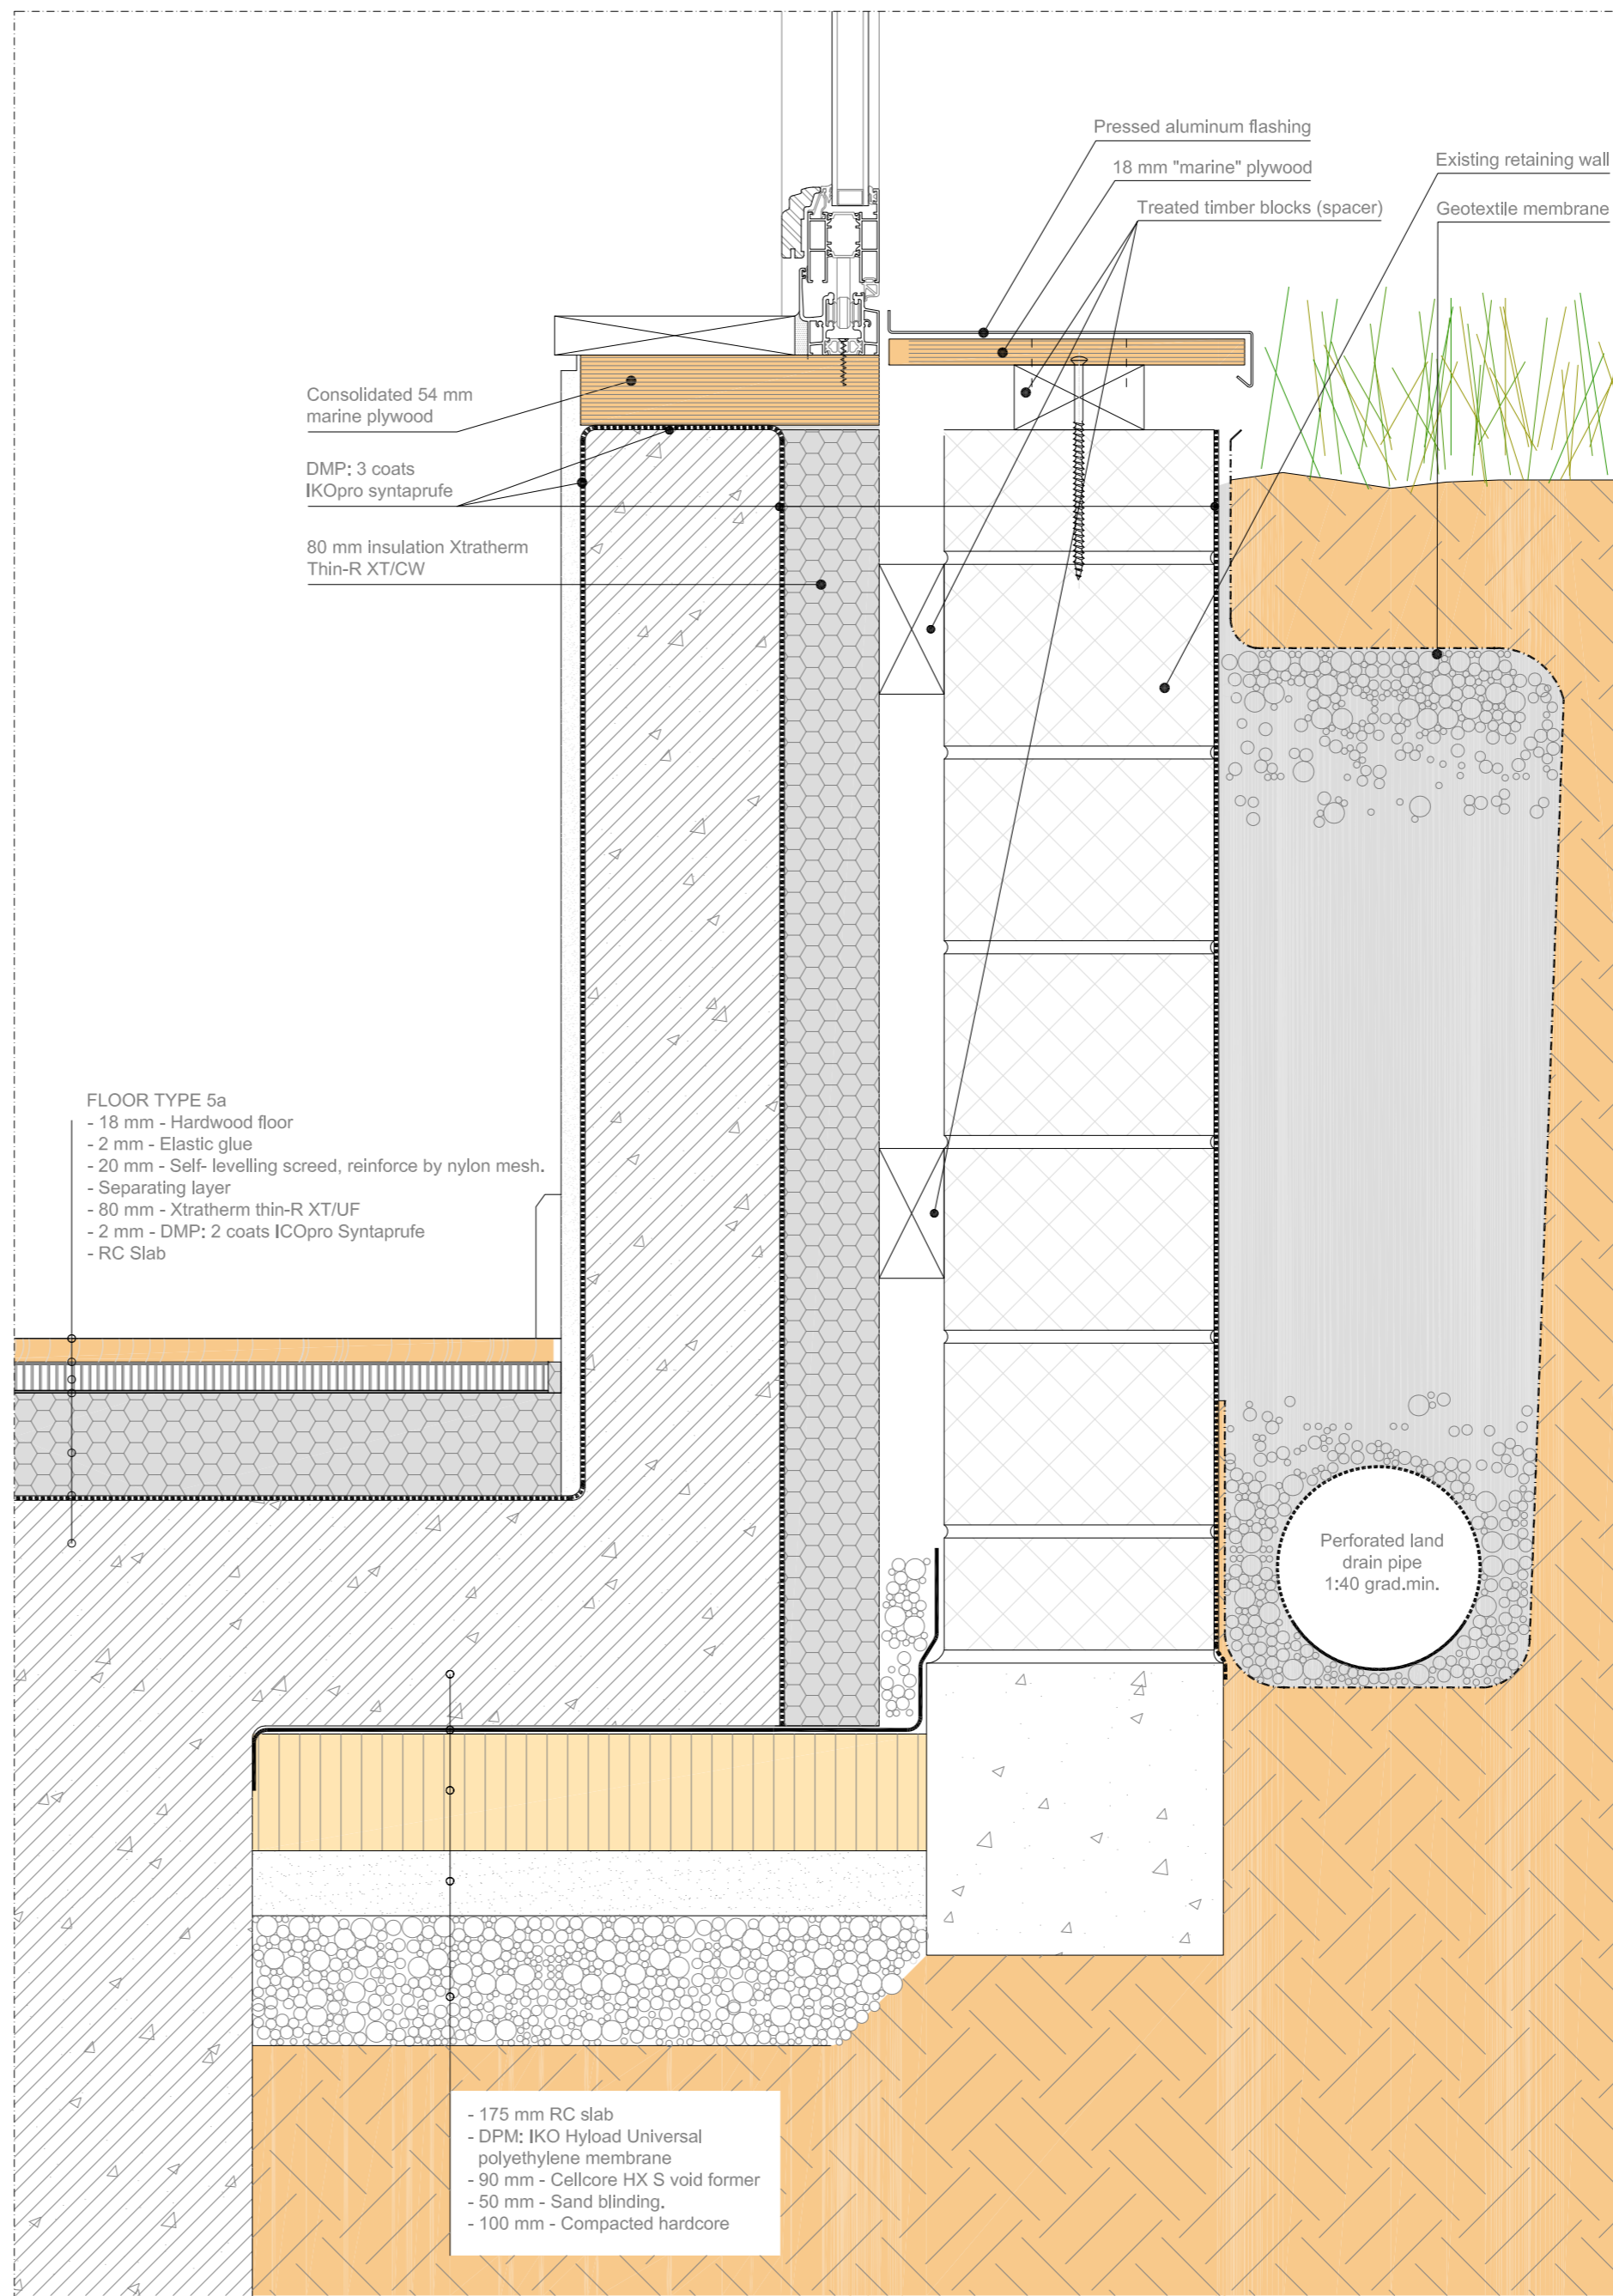 Pressed aluminum flashing
18 mm "marine" plywood
Treated timber blocks (spacer)
Existing retaining wall
Geotextile membrane
Consolidated 54 mm
marine plywood
DMP: 3 coats
IKOpro syntaprufe
80 mm insulation Xtratherm
Thin-R XT/CW
FLOOR TYPE 5a
- 18 mm - Hardwood floor
- 2 mm - Elastic glue
- 20 mm - Self- levelling screed, reinforce by nylon mesh.
- Separating layer
- 80 mm - Xtratherm thin-R XT/UF
- 2 mm - DMP: 2 coats ICOpro Syntaprufe
- RC Slab
Perforated land
drain pipe
1:40 grad.min.
- 175 mm RC slab
- DPM: IKO Hyload Universal
polyethylene membrane
- 90 mm - Cellcore HX S void former
- 50 mm - Sand blinding.
- 100 mm - Compacted hardcore